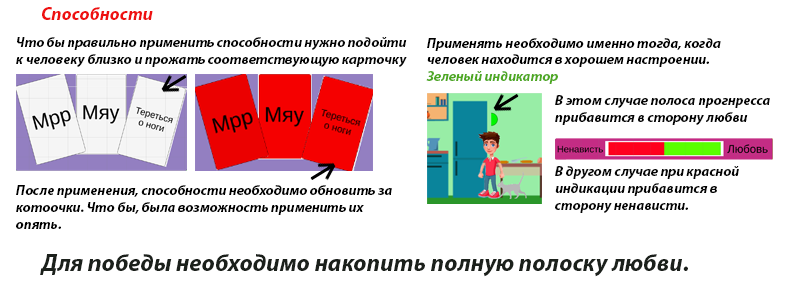 Способности
Что бы правильно применить способности нужно подойти
к человеку близко и прожать соответствующую карточку
Мрр
Мяу
Тереться
о ноги
Мрр
Мяу
Тереться
о ноги
После применения, способности необходимо обновить за
котоочки. Что бы, была возможность применить их
опять.
Применять необходимо именно тогда, когда
человек находится в хорошем настроении.
Зеленый индикатор
В этом случае полоса прогнресса
прибавится в сторону любви
Ненависть
Любовь
В другом случае при красной
индикации прибавится в
сторону ненависти.
Для победы необходимо накопить полную полоску любви.